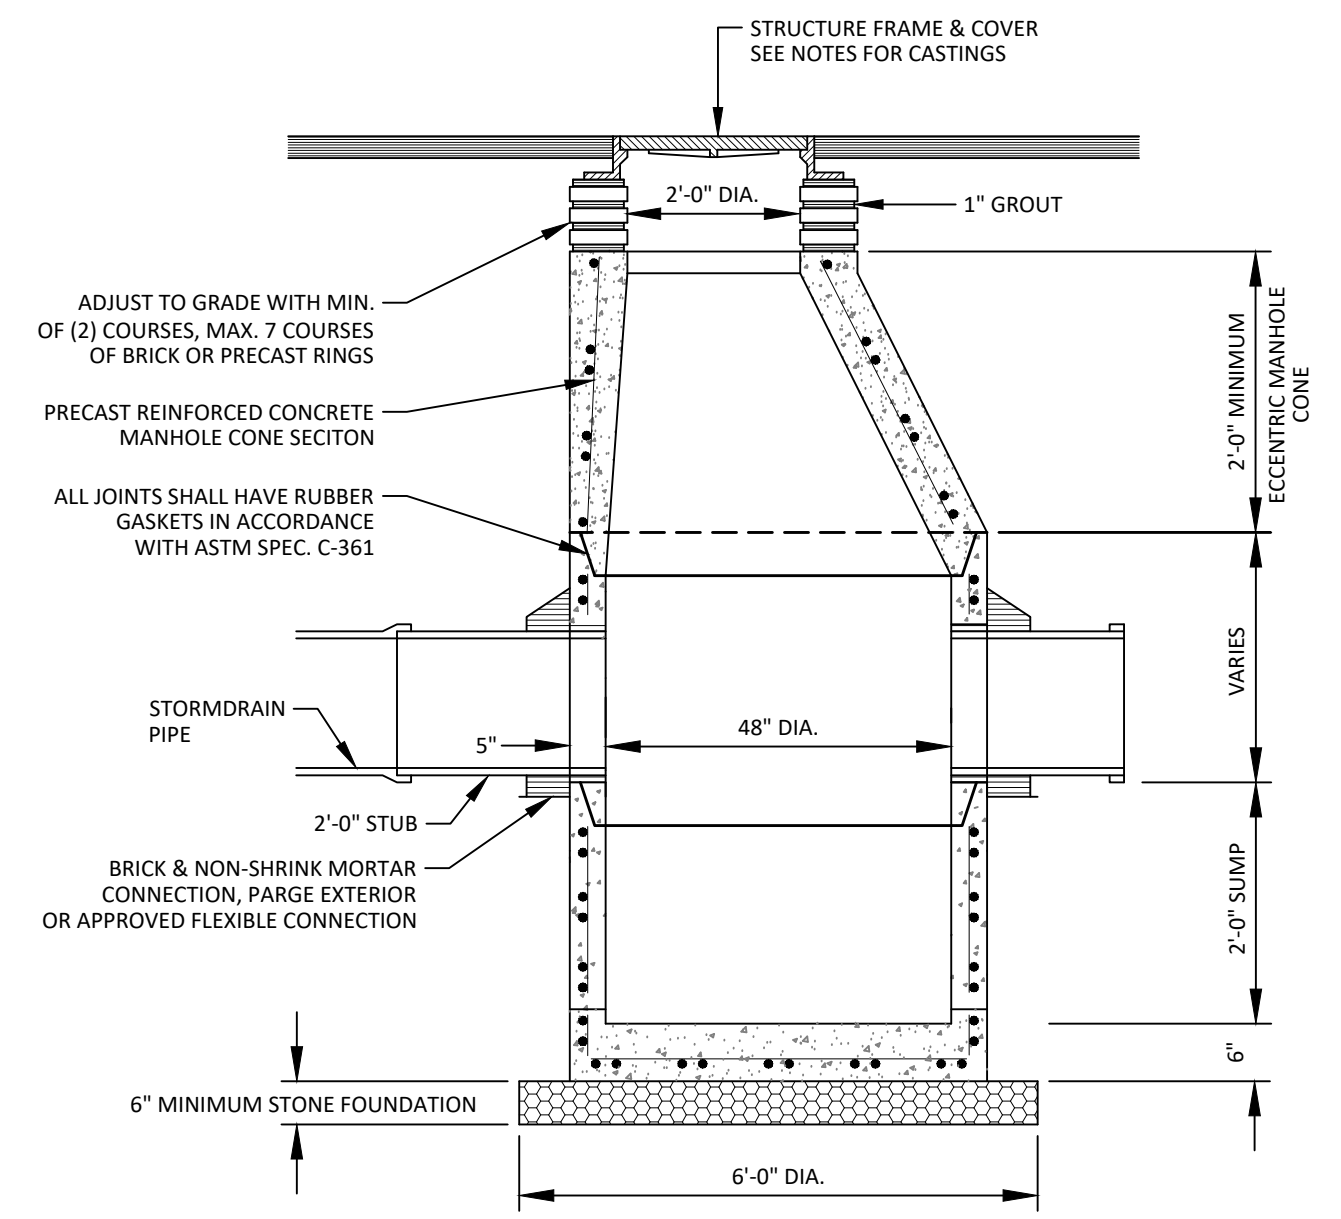 STRUCTURE FRAME & COVER
SEE NOTES FOR CASTINGS
2'-0" DIA.
1" GROUT
ADJUST TO GRADE WITH MIN.
OF (2) COURSES, MAX. 7 COURSES
OF BRICK OR PRECAST RINGS
PRECAST REINFORCED CONCRETE
MANHOLE CONE SECITON
ALL JOINTS SHALL HAVE RUBBER
GASKETS IN ACCORDANCE
WITH ASTM SPEC. C-361
2'-0" MINIMUM
ECCENTRIC MANHOLE
CONE
VARIES
STORMDRAIN
PIPE
5"
48" DIA.
2'-0" STUB
BRICK & NON-SHRINK MORTAR
CONNECTION, PARGE EXTERIOR
OR APPROVED FLEXIBLE CONNECTION
2'-0" SUMP
6"
6" MINIMUM STONE FOUNDATION
6'-0" DIA.